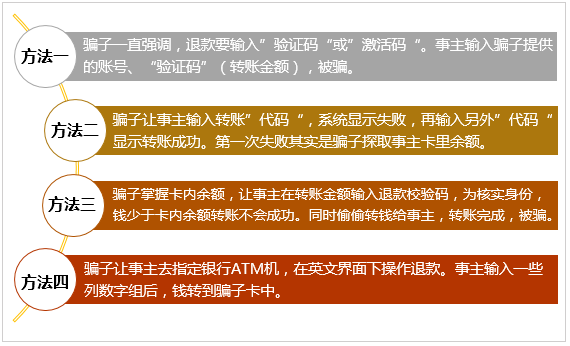 方法一
骗子一直强调，退款要输入”验证码“或”激活码“。事主输入骗子提供
的账号、“验证码”（转账金额），被骗。
方法二
骗子让事主输入转账”代码“，系统显示失败，再输入另外”代码“
显示转账成功。第一次失败其实是骗子探取事主卡里余额。
方法三
骗子掌握卡内余额，让事主在转账金额输入退款校验码，为核实身份，
钱少于卡内余额转账不会成功。同时偷偷转钱给事主，转账完成，被骗。
方法四
骗子让事主去指定银行ATM机，在英文界面下操作退款。事主输入一些
列数字组后，钱转到骗子卡中。